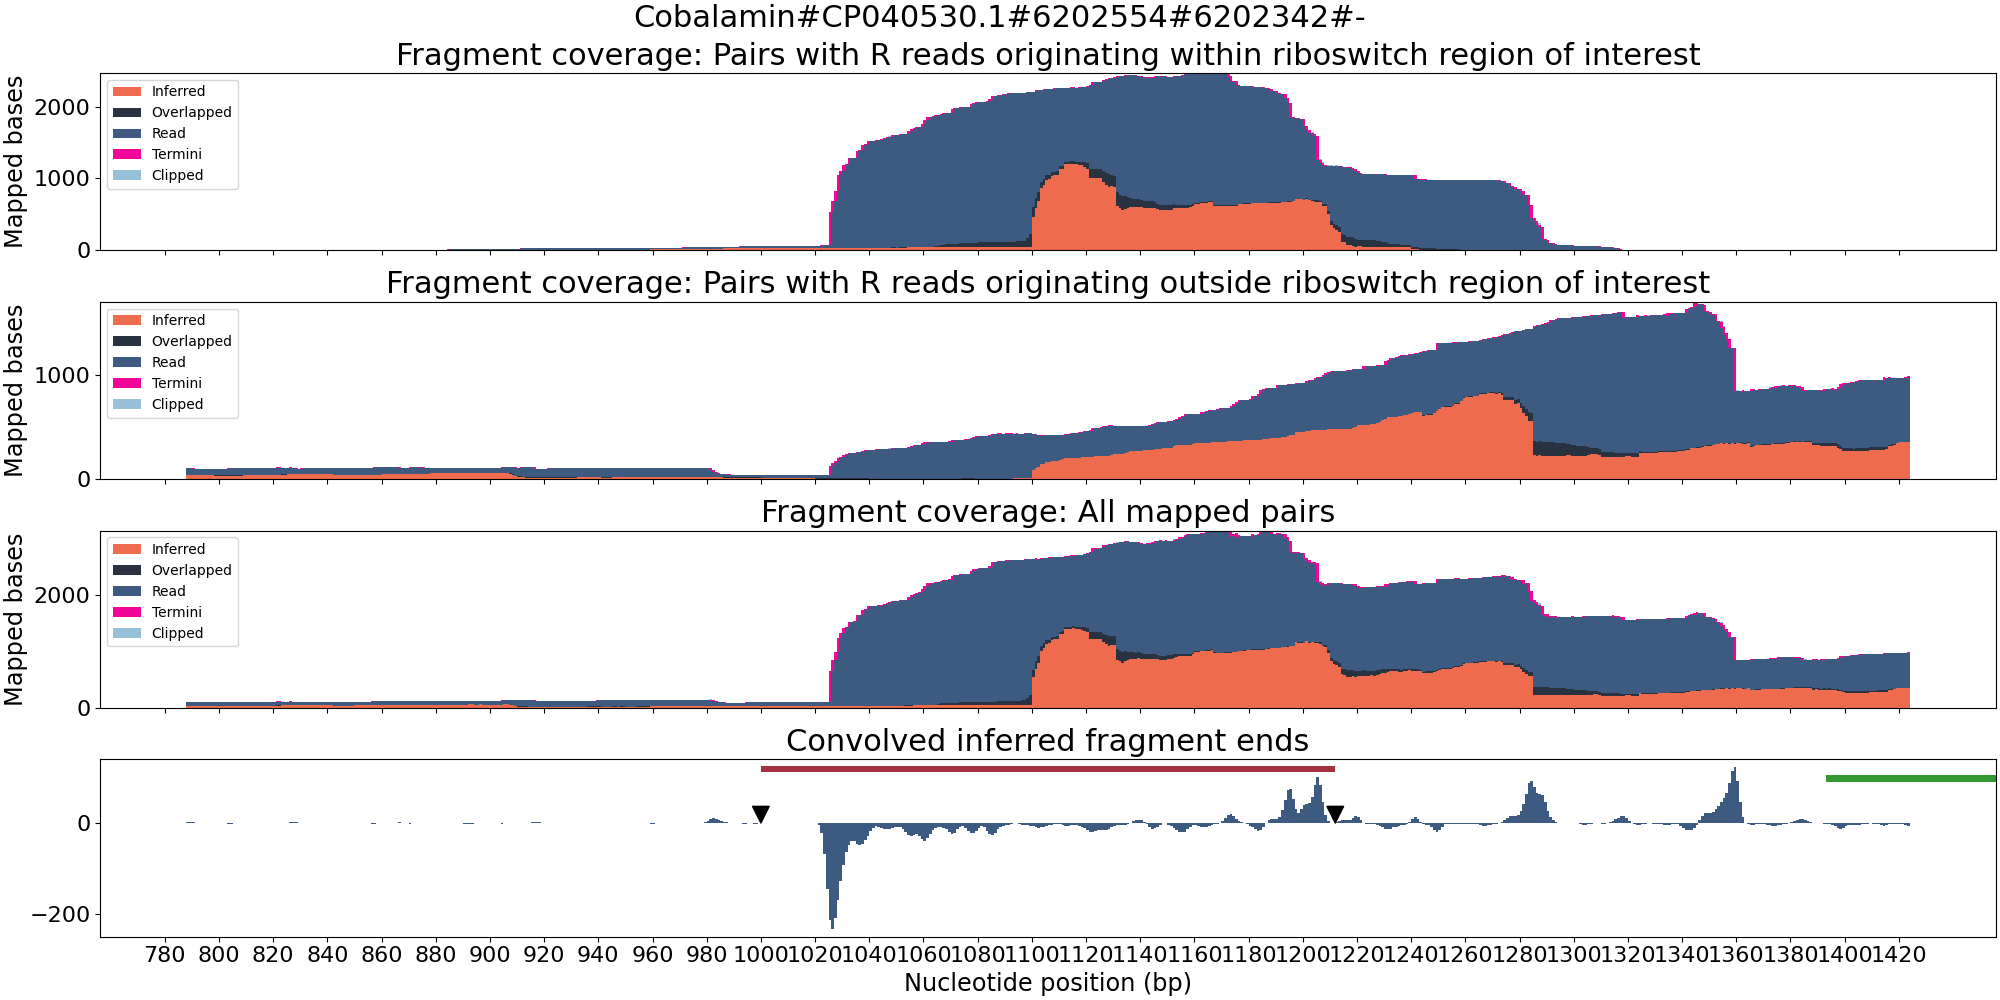 Cobalamin#CP040530.1#6202554#6202342#-
Fragment coverage: Pairs with R reads originating within riboswitch region of interest
Mapped bases
2000
1000
0
Inferred
Overlapped
Read
Termini
Clipped
Fragment coverage: Pairs with R reads originating outside riboswitch region of interest
Mapped bases
1000
0
Inferred
Overlapped
Read
Termini
Clipped
Fragment coverage: All mapped pairs
Mapped bases
2000
0
Inferred
Overlapped
Read
Termini
Clipped
Convolved inferred fragment ends
0
−200
780 800 820 840 860 880 900 920 940 960 980 1000 1020 1040 1060 1080 1100 1120 1140 1160 1180 1200 1220 1240 1260 1280 1300 1320 1340 1360 1380 1400 1420
Nucleotide position (bp)